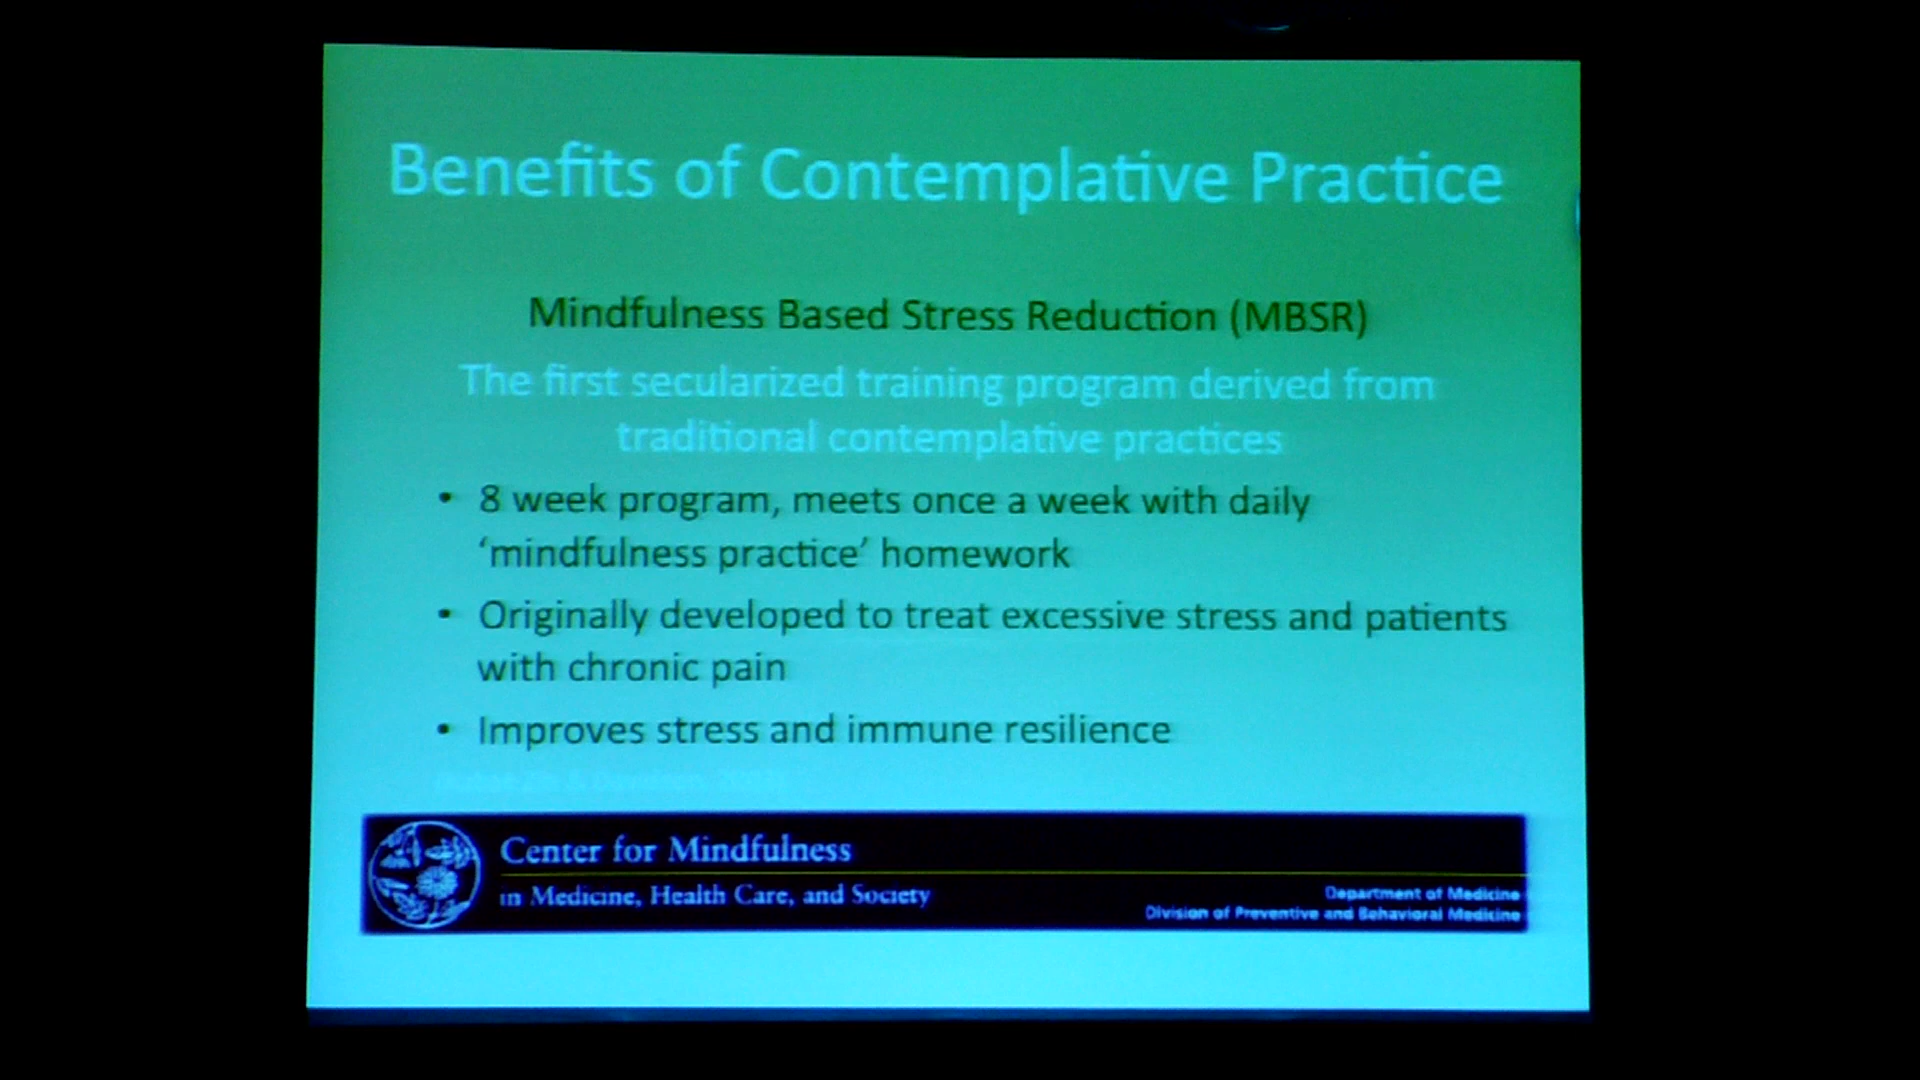 Benefits of Contemplative Practice
Mindfulness Based Stress Reduction (MBSR)
The first secularized training program derived from
traditional contemplative practices
• 8 week program, meets once a week with daily
‘mindfulness practice’ homework
• Originally developed to treat excessive stress and patients
with chronic pain
• Improves stress and immune resilience
Center for Mindfulness
in Medicine, Health Care, and Society
Department of Medicine
Division of Preventive and Behavioral Medicine